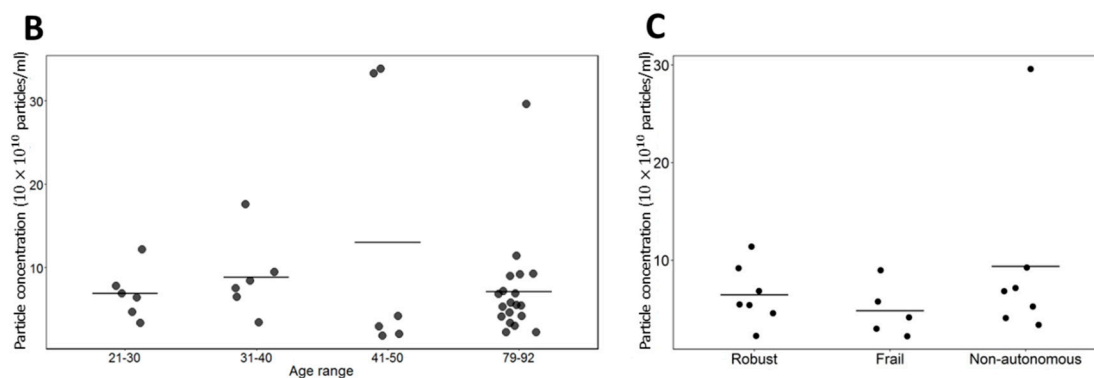 B
Particle concentration (10 × 10¹⁰ particles/ml)
30
20
10
21-30 31-40 41-50 79-92
Age range
C
Particle concentration (10 × 10¹⁰ particles/ml)
30
20
10
Robust Frail Non-autonomous